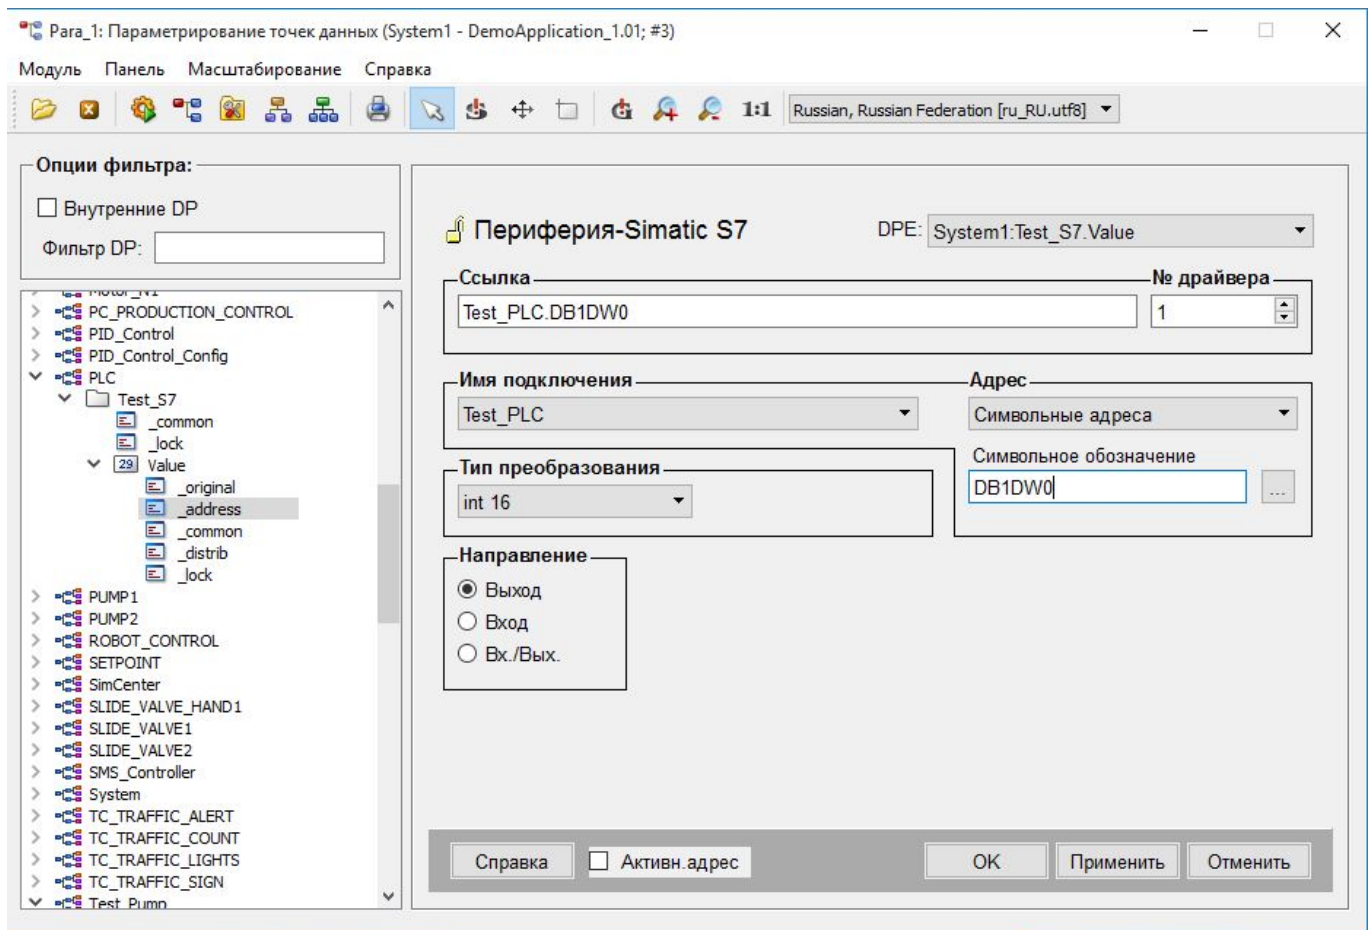 Para_1: Параметрирование точек данных (System1 - DemoApplication_1.01; #3)
Модуль Панель Масштабирование Справка
1:1 Russian, Russian Federation [ru_RU.utf8]
Опции фильтра:
Внутренние DP
Фильтр DP:
Motor_N1
PC_PRODUCTION_CONTROL
PID_Control
PID_Control_Config
PLC
Test_S7
_common
_lock
29 Value
_original
_address
_common
_distrib
_lock
PUMP1
PUMP2
ROBOT_CONTROL
SETPOINT
SimCenter
SLIDE_VALVE_HAND1
SLIDE_VALVE1
SLIDE_VALVE2
SMS_Controller
System
TC_TRAFFIC_ALERT
TC_TRAFFIC_COUNT
TC_TRAFFIC_LIGHTS
TC_TRAFFIC_SIGN
Test_Pump
Периферия-Simatic S7
DPE: System1:Test_S7.Value
Ссылка № драйвера
Test_PLC.DB1DW0 1
Имя подключения Адрес
Test_PLC Символьные адреса
Символьное обозначение
DB1DW0 ...
Тип преобразования
int 16
Направление
Выход
Вход
Вх./Вых.
Справка Активн.адрес OK Применить Отменить